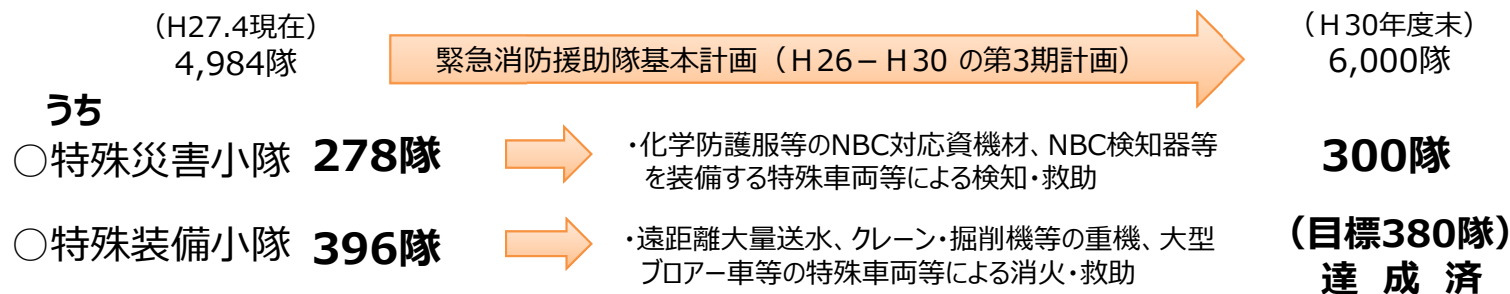 （H27.4現在）
4,984隊
緊急消防援助隊基本計画（Ｈ26－Ｈ30 の第3期計画）
（Ｈ30年度末）
6,000隊
うち
○特殊災害小隊 278隊
・化学防護服等のNBC対応資機材、NBC検知器等
を装備する特殊車両等による検知・救助
300隊
○特殊装備小隊 396隊
・遠距離大量送水、クレーン・掘削機等の重機、大型
ブロアー車等の特殊車両等による消火・救助
（目標380隊）
達 成 済